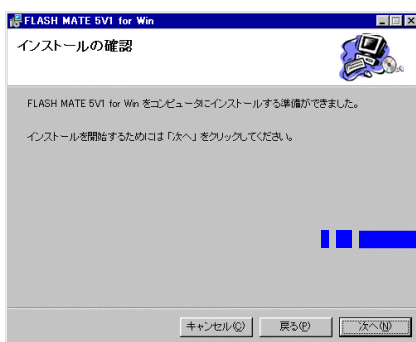 FLASH MATE 5V1 for Win
インストールの確認
FLASH MATE 5V1 for Win をコンピュータにインストールする準備ができました。
インストールを開始するためには「次へ」をクリックしてください。
キャンセル(C)
戻る(P)
次へ(N)